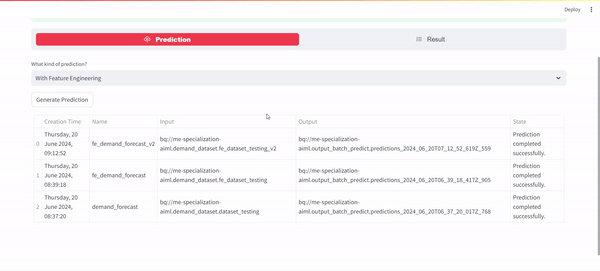 Deploy
Prediction
Result
What kind of prediction?
With Feature Engineering
Generate Prediction
Creation Time Name Input Output State
0 Thursday, 20 June 2024, 09:12:52 fe_demand_forecast_v2 bq://me-specialization-aiml.demand_dataset.fe_dataset_testing_v2 bq://me-specialization-aiml.output_batch_predict.predictions_2024_06_20T07_12_52_619Z_559 Prediction completed successfully.
1 Thursday, 20 June 2024, 08:39:18 fe_demand_forecast bq://me-specialization-aiml.demand_dataset.fe_dataset_testing bq://me-specialization-aiml.output_batch_predict.predictions_2024_06_20T06_39_18_417Z_905 Prediction completed successfully.
2 Thursday, 20 June 2024, 08:37:20 demand_forecast bq://me-specialization-aiml.demand_dataset.dataset_testing bq://me-specialization-aiml.output_batch_predict.predictions_2024_06_20T06_37_20_017Z_768 Prediction completed successfully.